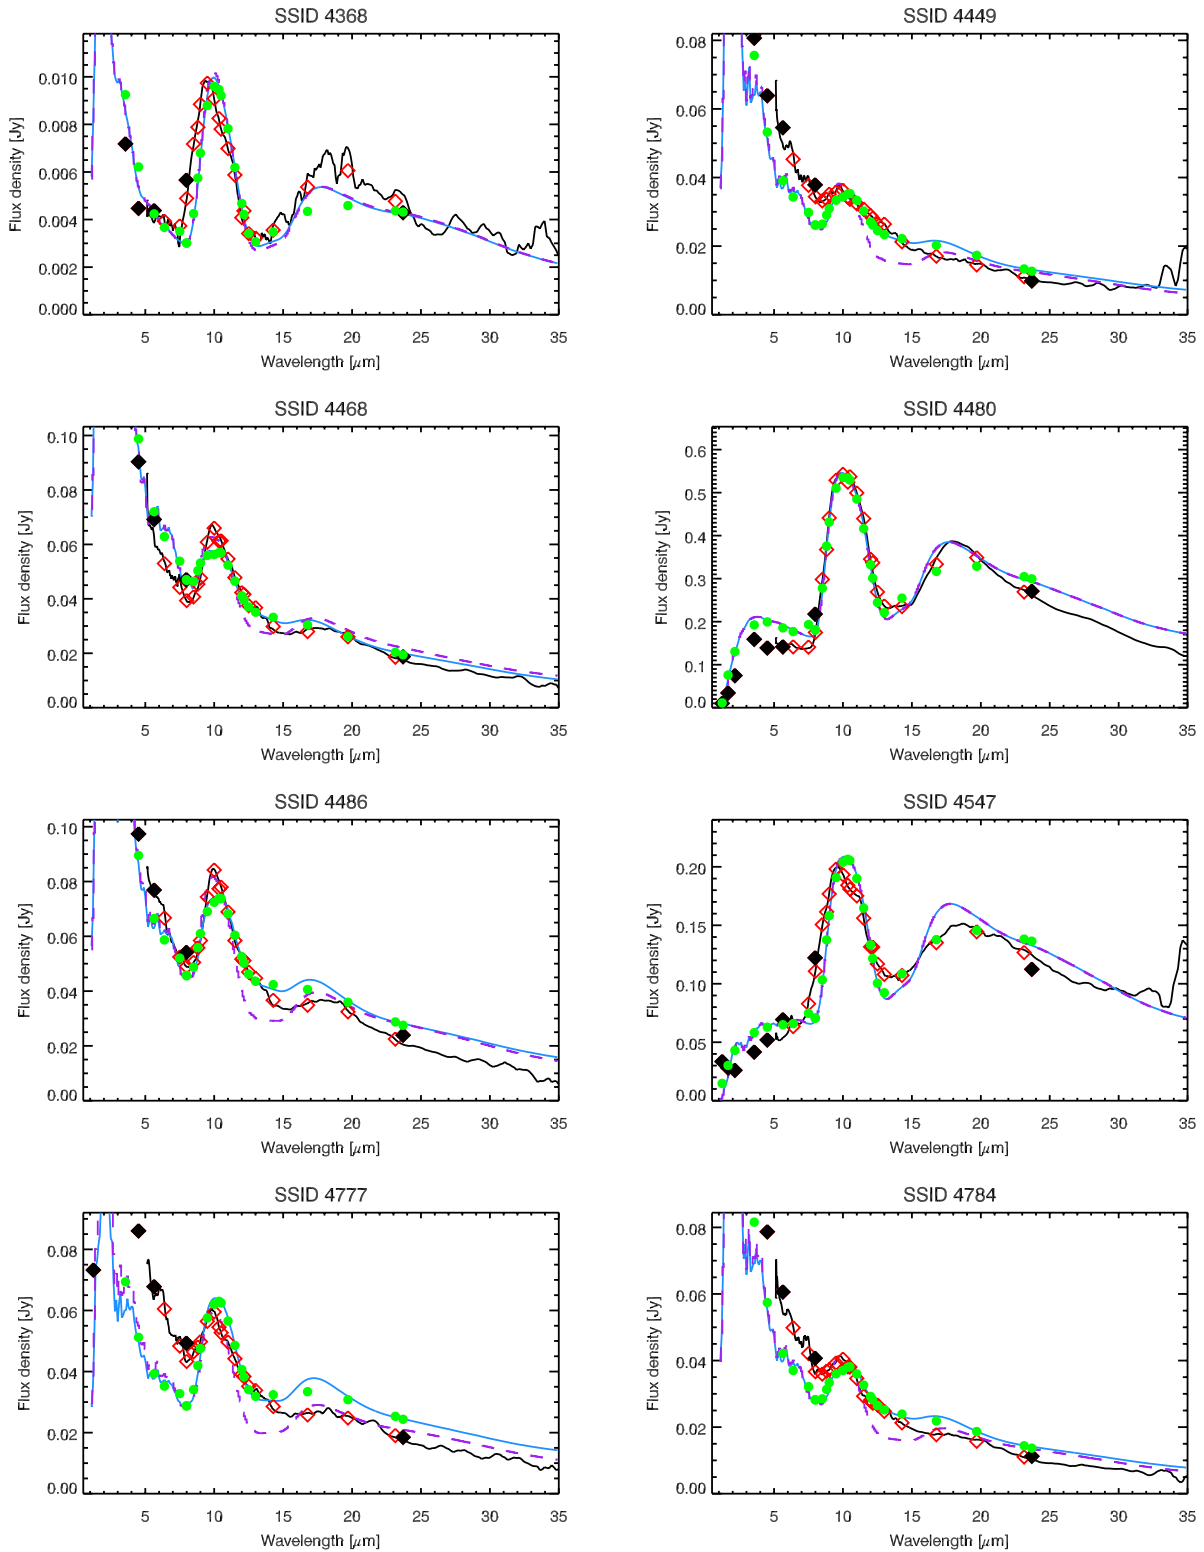 SSID 4368
SSID 4449
Flux density [Jy]
0.010
0.008
0.006
0.004
0.002
0.000
5 10 15 20 25 30 35
Wavelength [μm]
Flux density [Jy]
0.08
0.06
0.04
0.02
0.00
5 10 15 20 25 30 35
Wavelength [μm]
SSID 4468
SSID 4480
Flux density [Jy]
0.10
0.08
0.06
0.04
0.02
0.00
5 10 15 20 25 30 35
Wavelength [μm]
Flux density [Jy]
0.6
0.5
0.4
0.3
0.2
0.1
0.0
5 10 15 20 25 30 35
Wavelength [μm]
SSID 4486
SSID 4547
Flux density [Jy]
0.10
0.08
0.06
0.04
0.02
0.00
5 10 15 20 25 30 35
Wavelength [μm]
Flux density [Jy]
0.20
0.15
0.10
0.05
0.00
5 10 15 20 25 30 35
Wavelength [μm]
SSID 4777
SSID 4784
Flux density [Jy]
0.08
0.06
0.04
0.02
0.00
5 10 15 20 25 30 35
Wavelength [μm]
Flux density [Jy]
0.08
0.06
0.04
0.02
0.00
5 10 15 20 25 30 35
Wavelength [μm]